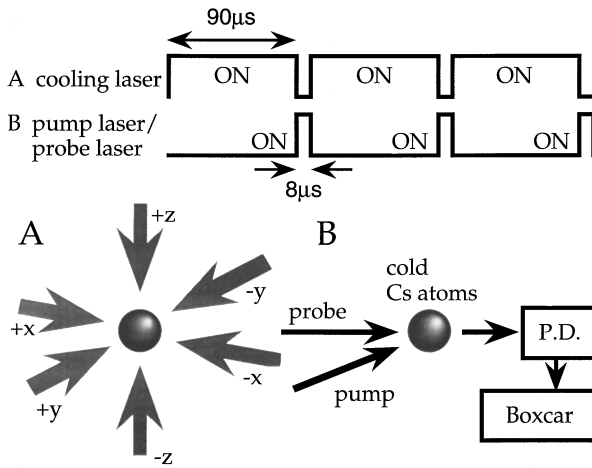 90μs
A cooling laser ON ON ON
B pump laser/
probe laser ON ON ON
8μs
A
+z
-y
+x
-x
+y
-z
B
cold
Cs atoms
probe
pump
P.D.
Boxcar